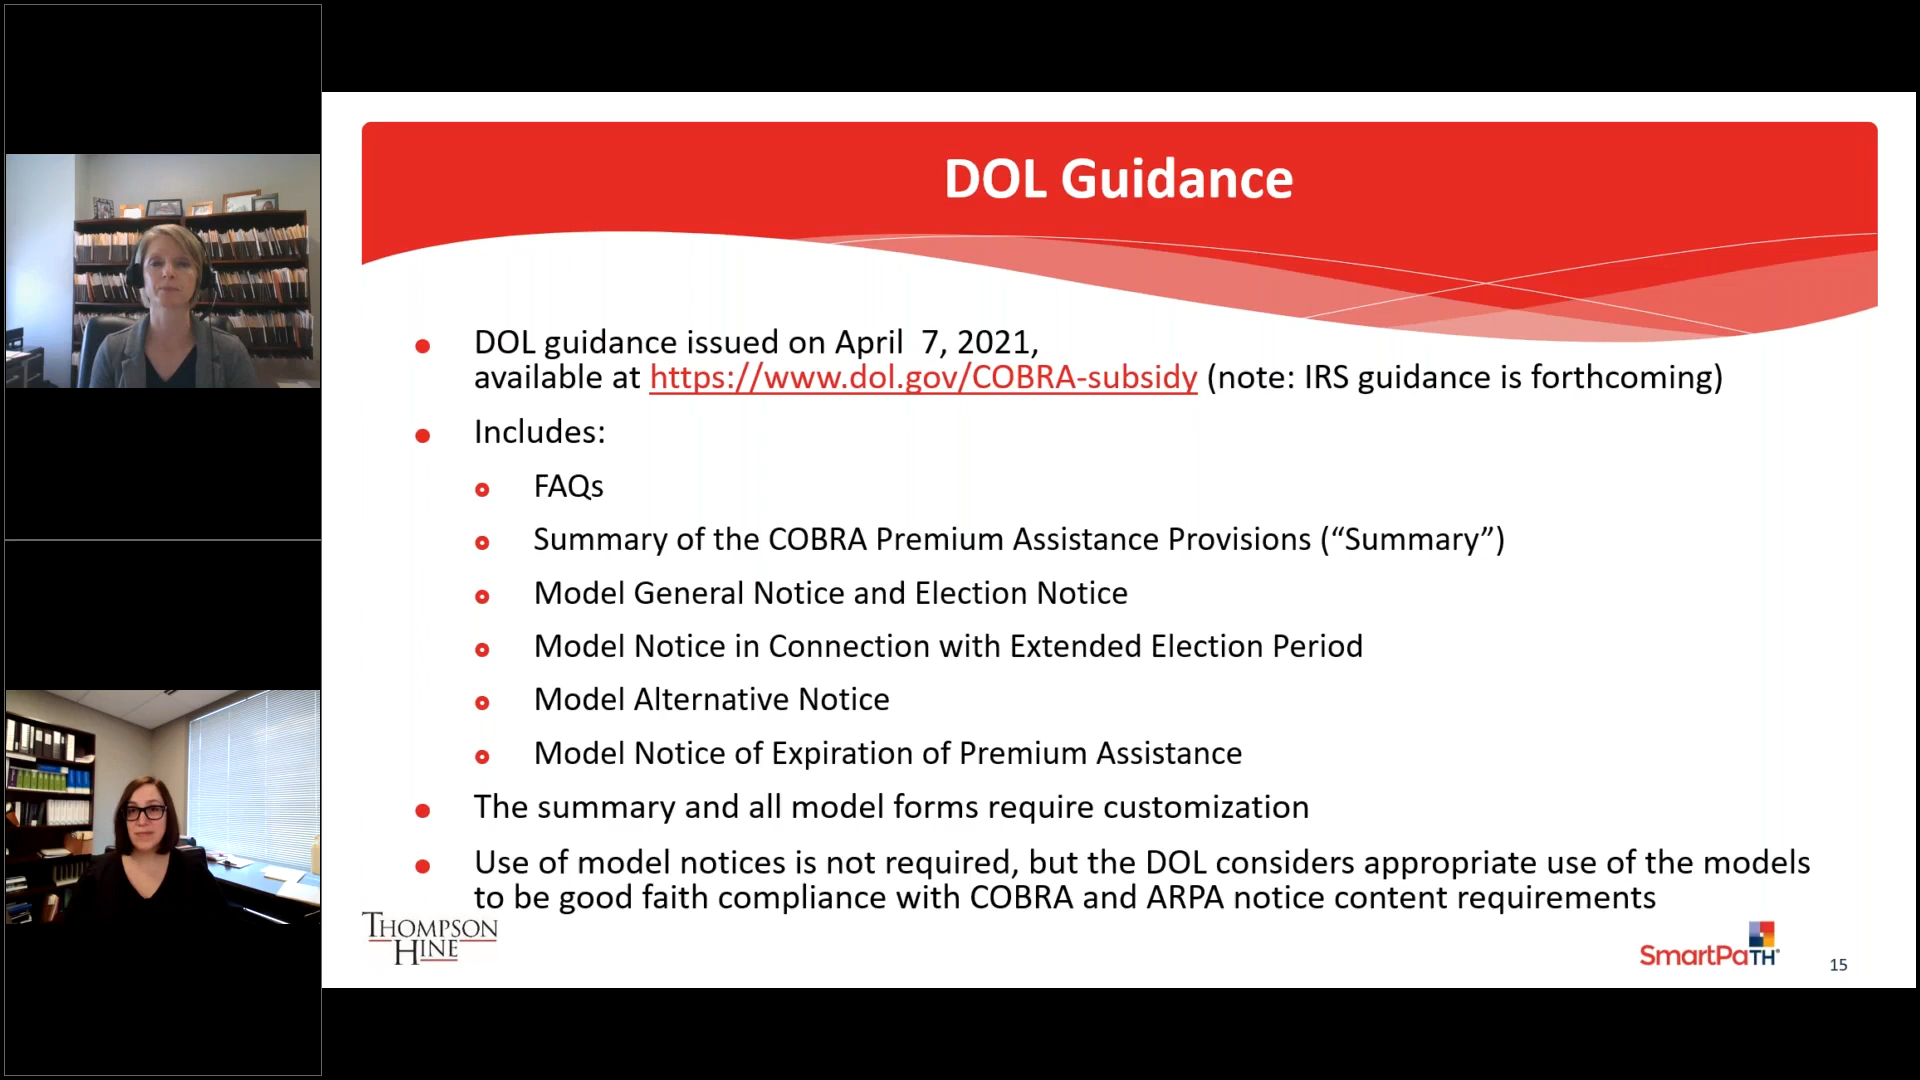 DOL Guidance
DOL guidance issued on April 7, 2021,
available at https://www.dol.gov/COBRA-subsidy (note: IRS guidance is forthcoming)
Includes:
FAQs
Summary of the COBRA Premium Assistance Provisions (“Summary”)
Model General Notice and Election Notice
Model Notice in Connection with Extended Election Period
Model Alternative Notice
Model Notice of Expiration of Premium Assistance
The summary and all model forms require customization
Use of model notices is not required, but the DOL considers appropriate use of the models
to be good faith compliance with COBRA and ARPA notice content requirements
THOMPSON
HINE
SmartPaTH
15